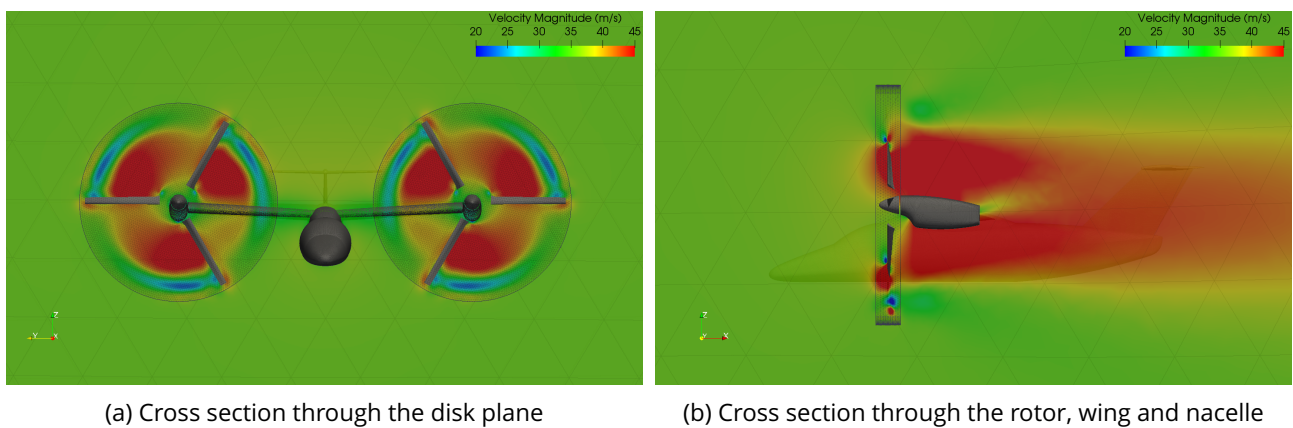 Velocity Magnitude (m/s)
20 25 30 35 40 45
Z
Y X
(a) Cross section through the disk plane
Velocity Magnitude (m/s)
20 25 30 35 40 45
Z
Y X
(b) Cross section through the rotor, wing and nacelle